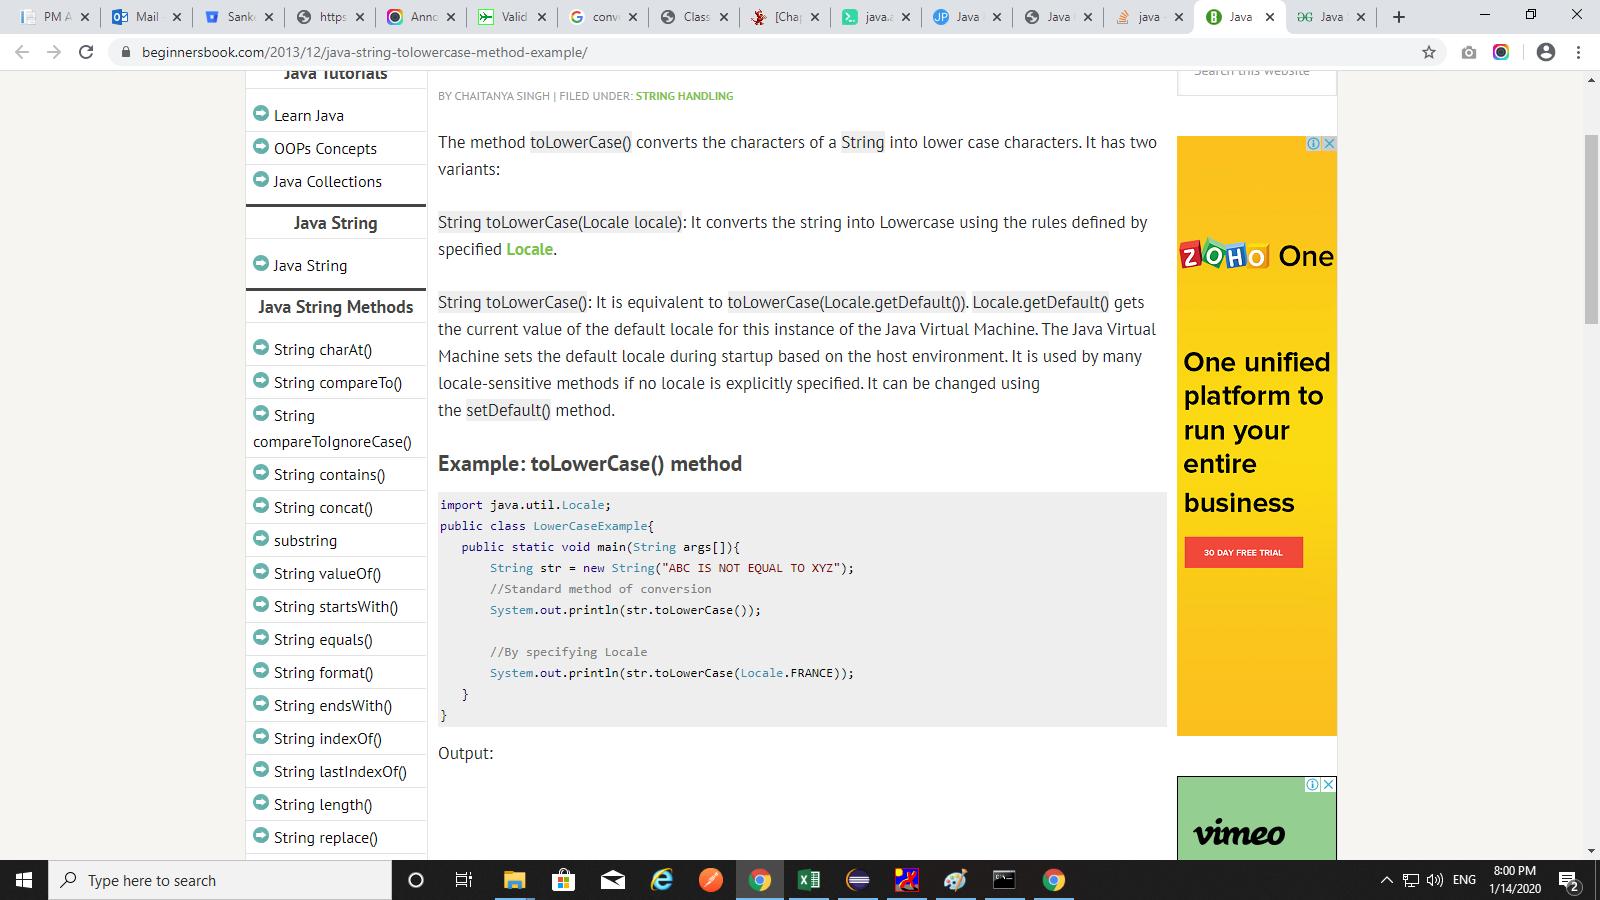 PM A
Mail
Sanke
https
Anno
Valid
conv
Class
[Chap
java.a
Java
Java
java -
Java
Java
beginnersbook.com/2013/12/java-string-tolowercase-method-example/
Java Tutorials
Learn Java
OOPs Concepts
Java Collections
Java String
Java String
Java String Methods
String charAt()
String compareTo()
String
compareToIgnoreCase()
String contains()
String concat()
substring
String valueOf()
String startsWith()
String equals()
String format()
String endsWith()
String indexOf()
String lastIndexOf()
String length()
String replace()
BY CHAITANYA SINGH | FILED UNDER: STRING HANDLING
The method toLowerCase() converts the characters of a String into lower case characters. It has two
variants:
String toLowerCase(Locale locale): It converts the string into Lowercase using the rules defined by
specified Locale.
String toLowerCase(): It is equivalent to toLowerCase(Locale.getDefault()). Locale.getDefault() gets
the current value of the default locale for this instance of the Java Virtual Machine. The Java Virtual
Machine sets the default locale during startup based on the host environment. It is used by many
locale-sensitive methods if no locale is explicitly specified. It can be changed using
the setDefault() method.
Example: toLowerCase() method
import java.util.Locale;
public class LowerCaseExample{
public static void main(String args[]){
String str = new String("ABC IS NOT EQUAL TO XYZ");
//Standard method of conversion
System.out.println(str.toLowerCase());
//By specifying Locale
System.out.println(str.toLowerCase(Locale.FRANCE));
}
}
Output:
Search this website
ZOHO One
One unified
platform to
run your
entire
business
30 DAY FREE TRIAL
vimeo
Type here to search
ENG
8:00 PM
1/14/2020
2